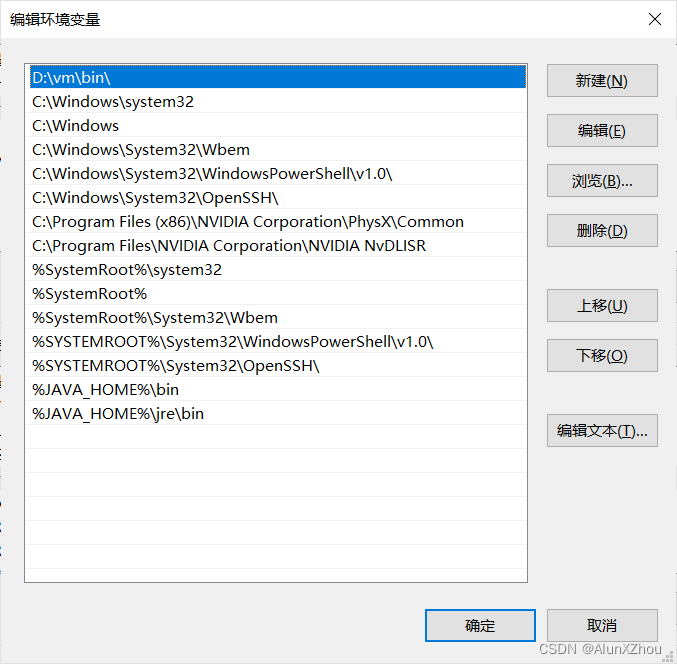 编辑环境变量
D:\vm\bin\
C:\Windows\system32
C:\Windows
C:\Windows\System32\Wbem
C:\Windows\System32\WindowsPowerShell\v1.0\
C:\Windows\System32\OpenSSH\
C:\Program Files (x86)\NVIDIA Corporation\PhysX\Common
C:\Program Files\NVIDIA Corporation\NVIDIA NvDLISR
%SystemRoot%\system32
%SystemRoot%
%SystemRoot%\System32\Wbem
%SYSTEMROOT%\System32\WindowsPowerShell\v1.0\
%SYSTEMROOT%\System32\OpenSSH\
%JAVA_HOME%\bin
%JAVA_HOME%\jre\bin
新建(N)
编辑(E)
浏览(B)...
删除(D)
上移(U)
下移(O)
编辑文本(T)...
确定
取消
CSDN @AlunXZhou